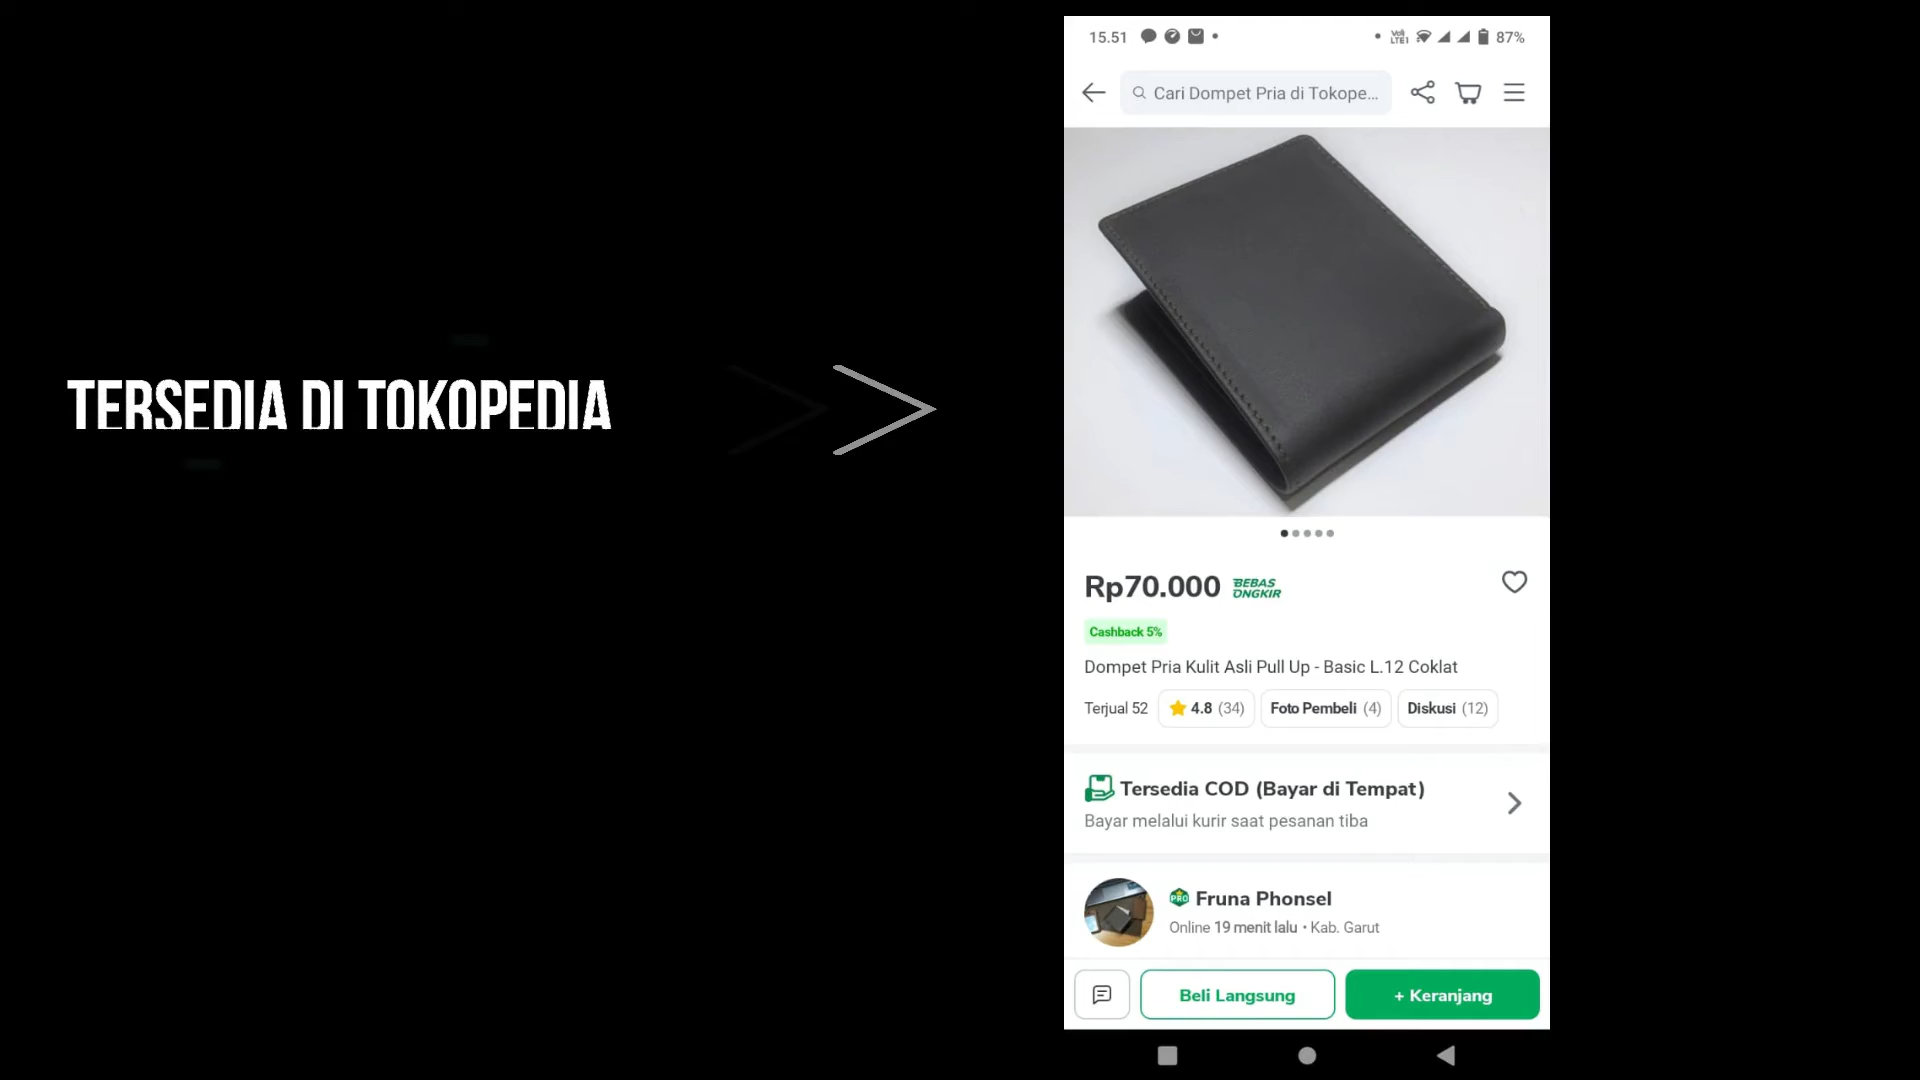 TERSEDIA DI TOKOPEDIA
15.51
Vo))
LTE1
87%
Cari Dompet Pria di Tokope...
Rp70.000
BEBAS
ONGKIR
Cashback 5%
Dompet Pria Kulit Asli Pull Up - Basic L.12 Coklat
Terjual 52
4.8 (34)
Foto Pembeli (4)
Diskusi (12)
Tersedia COD (Bayar di Tempat)
Bayar melalui kurir saat pesanan tiba
PRO
Fruna Phonsel
Online 19 menit lalu • Kab. Garut
Beli Langsung
+ Keranjang